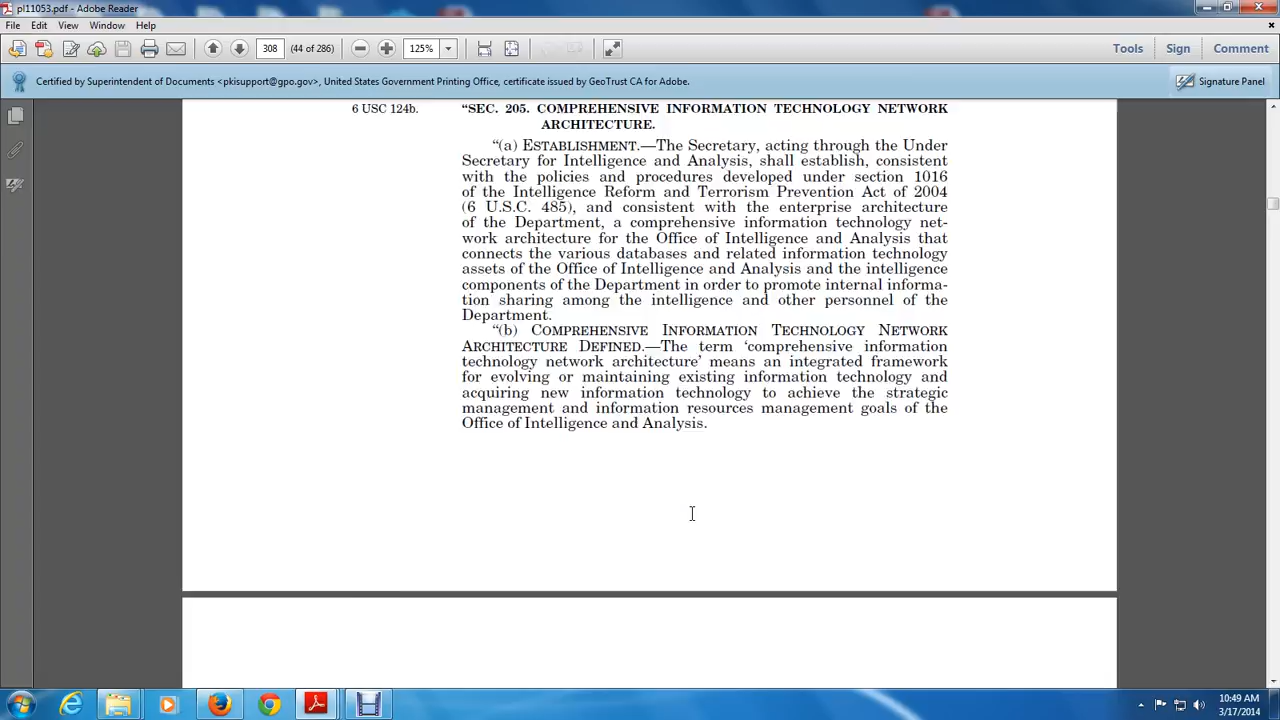 pl11053.pdf - Adobe Reader
File Edit View Window Help
308 (44 of 286) 125% Tools Sign Comment
Certified by Superintendent of Documents <pkisupport@gpo.gov>, United States Government Printing Office, certificate issued by GeoTrust CA for Adobe. Signature Panel
6 USC 124b. “SEC. 205. COMPREHENSIVE INFORMATION TECHNOLOGY NETWORK
ARCHITECTURE.
“(a) ESTABLISHMENT.—The Secretary, acting through the Under
Secretary for Intelligence and Analysis, shall establish, consistent
with the policies and procedures developed under section 1016
of the Intelligence Reform and Terrorism Prevention Act of 2004
(6 U.S.C. 485), and consistent with the enterprise architecture
of the Department, a comprehensive information technology net-
work architecture for the Office of Intelligence and Analysis that
connects the various databases and related information technology
assets of the Office of Intelligence and Analysis and the intelligence
components of the Department in order to promote internal informa-
tion sharing among the intelligence and other personnel of the
Department.
“(b) COMPREHENSIVE INFORMATION TECHNOLOGY NETWORK
ARCHITECTURE DEFINED.—The term ‘comprehensive information
technology network architecture’ means an integrated framework
for evolving or maintaining existing information technology and
acquiring new information technology to achieve the strategic
management and information resources management goals of the
Office of Intelligence and Analysis.
10:49 AM
3/17/2014